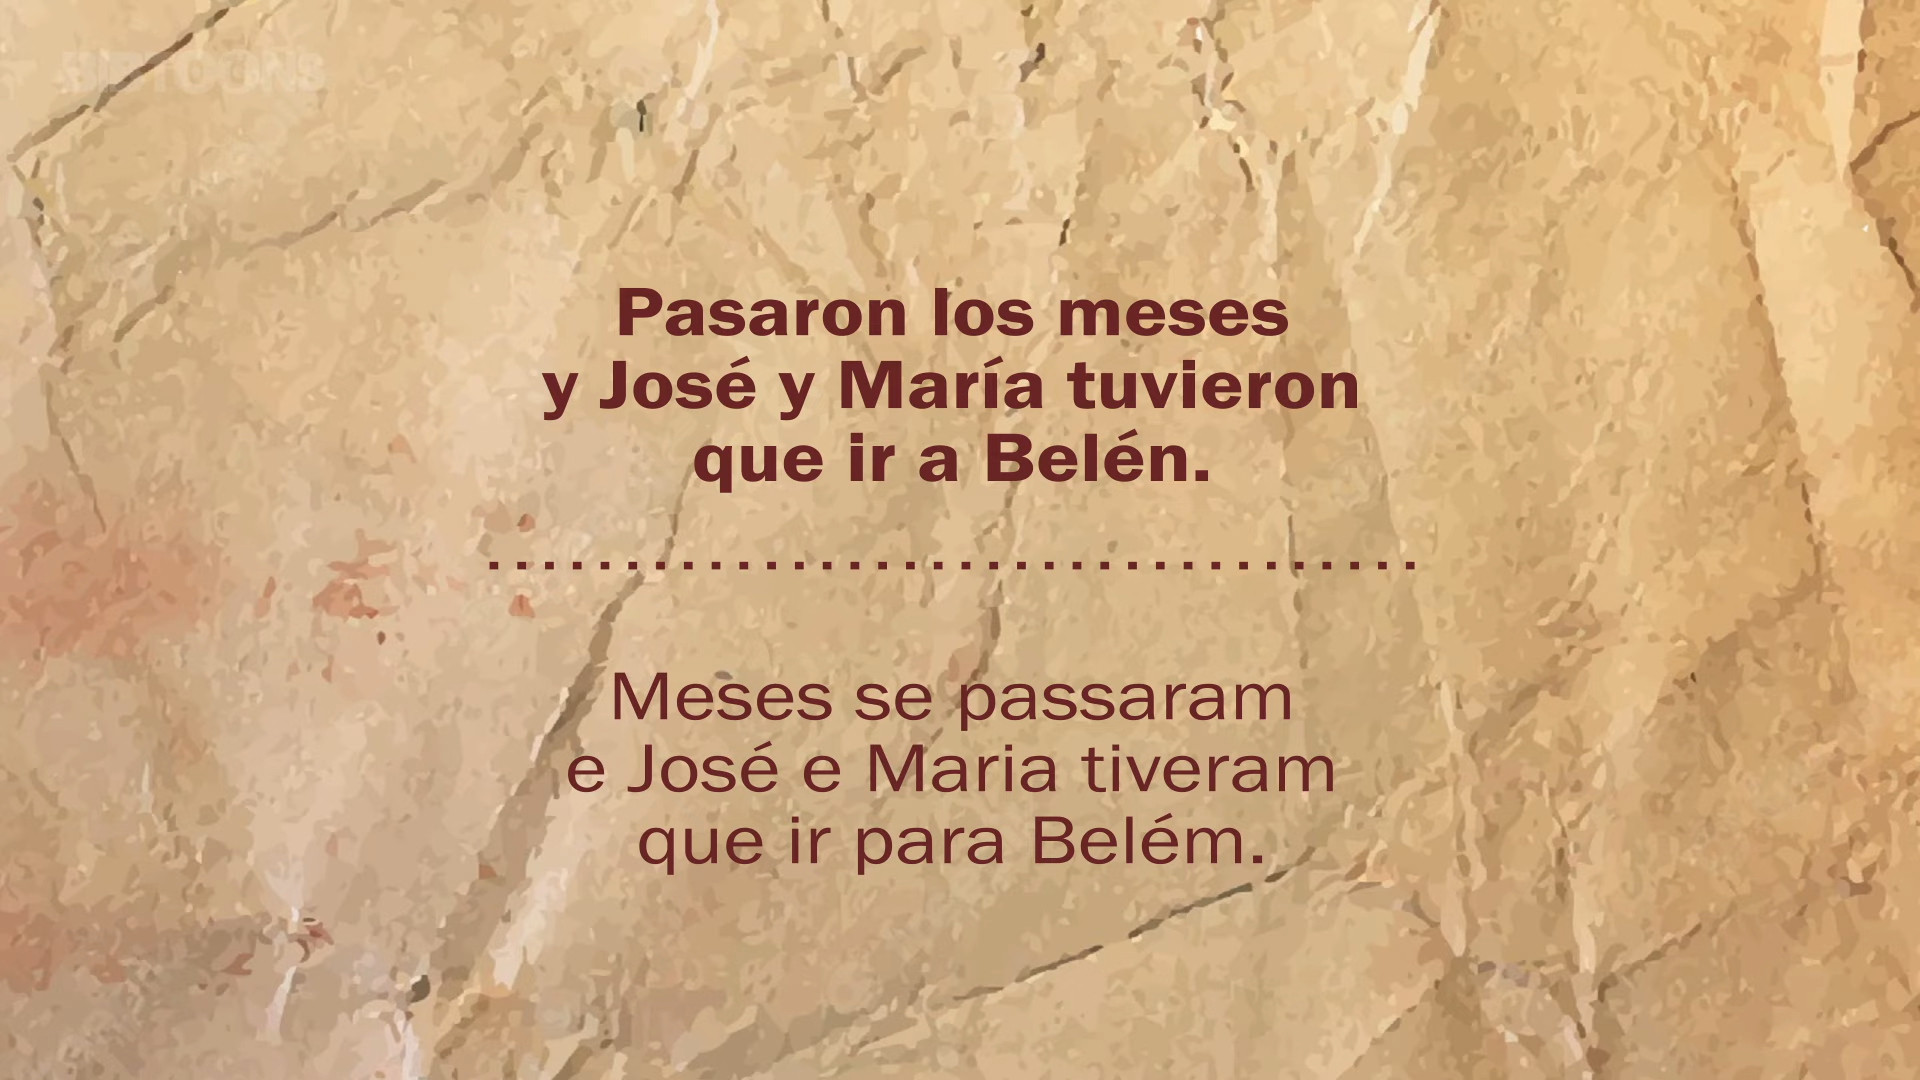 Pasaron los meses
y José y María tuvieron
que ir a Belén.
Meses se passaram
e José e Maria tiveram
que ir para Belém.